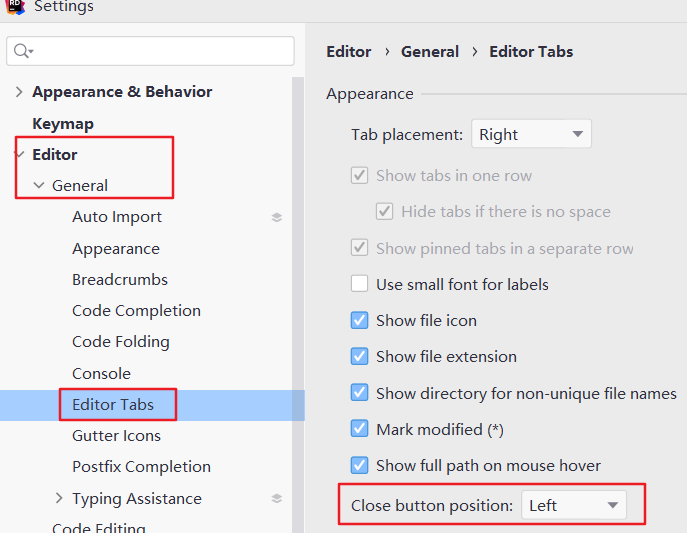 RD
Settings
Appearance & Behavior
Keymap
Editor
General
Auto Import
Appearance
Breadcrumbs
Code Completion
Code Folding
Console
Editor Tabs
Gutter Icons
Postfix Completion
Typing Assistance
Code Editing
Editor › General › Editor Tabs
Appearance
Tab placement: Right
Show tabs in one row
Hide tabs if there is no space
Show pinned tabs in a separate row
Use small font for labels
Show file icon
Show file extension
Show directory for non-unique file names
Mark modified (*)
Show full path on mouse hover
Close button position: Left